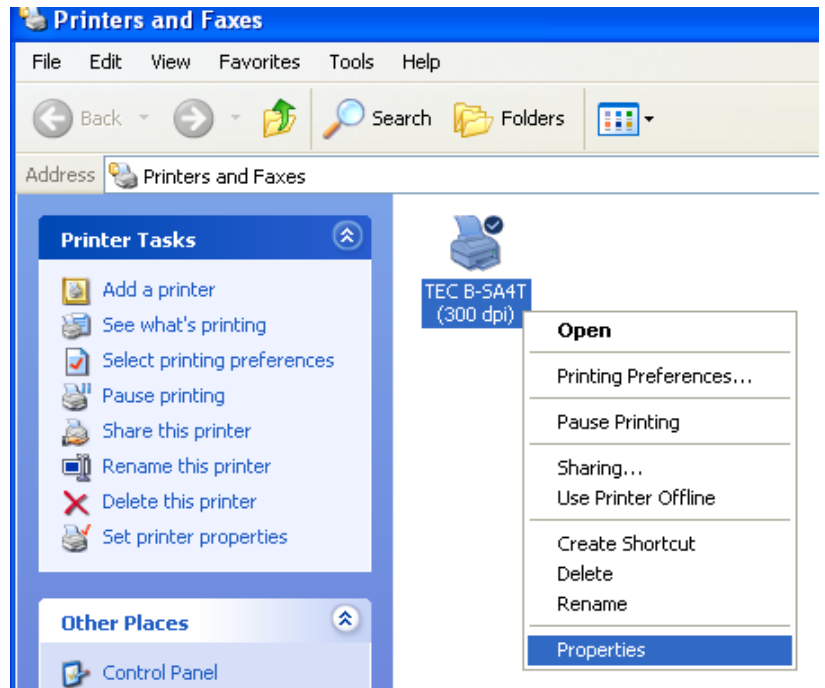 Printers and Faxes
File Edit View Favorites Tools Help
Back Search Folders
Address Printers and Faxes
Printer Tasks
Add a printer
See what's printing
Select printing preferences
Pause printing
Share this printer
Rename this printer
Delete this printer
Set printer properties
Other Places
Control Panel
TEC B-SA4T
(300 dpi)
Open
Printing Preferences...
Pause Printing
Sharing...
Use Printer Offline
Create Shortcut
Delete
Rename
Properties